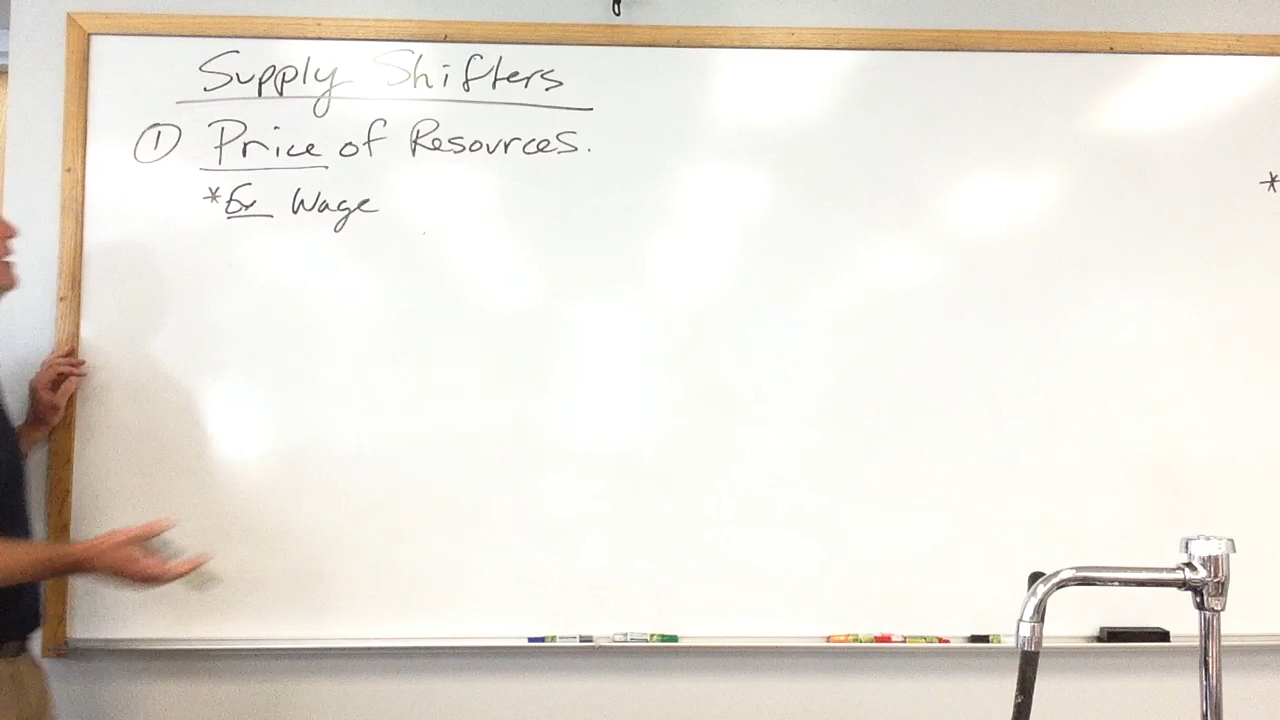 Supply Shifters
① Price of Resources.
* Ex Wage
*